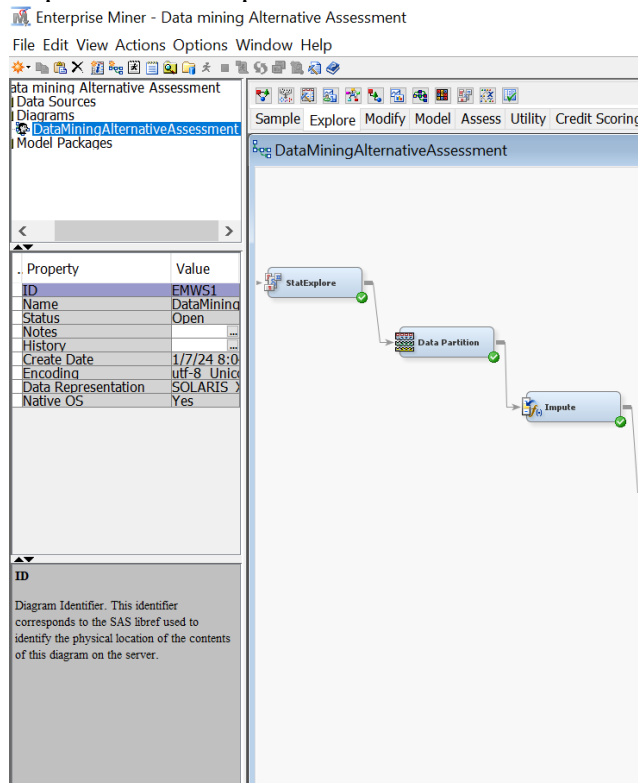 Enterprise Miner - Data mining Alternative Assessment
File Edit View Actions Options Window Help
ata mining Alternative Assessment
Data Sources
Diagrams
DataMiningAlternativeAssessment
Model Packages
Sample Explore Modify Model Assess Utility Credit Scoring
DataMiningAlternativeAssessment
. Property Value
ID EMWS1
Name DataMining
Status Open
Notes ...
History ...
Create Date 1/7/24 8:0
Encoding utf-8 Unic
Data Representation SOLARIS
Native OS Yes
StatExplore
Data Partition
Impute
ID
Diagram Identifier. This identifier
corresponds to the SAS libref used to
identify the physical location of the contents
of this diagram on the server.